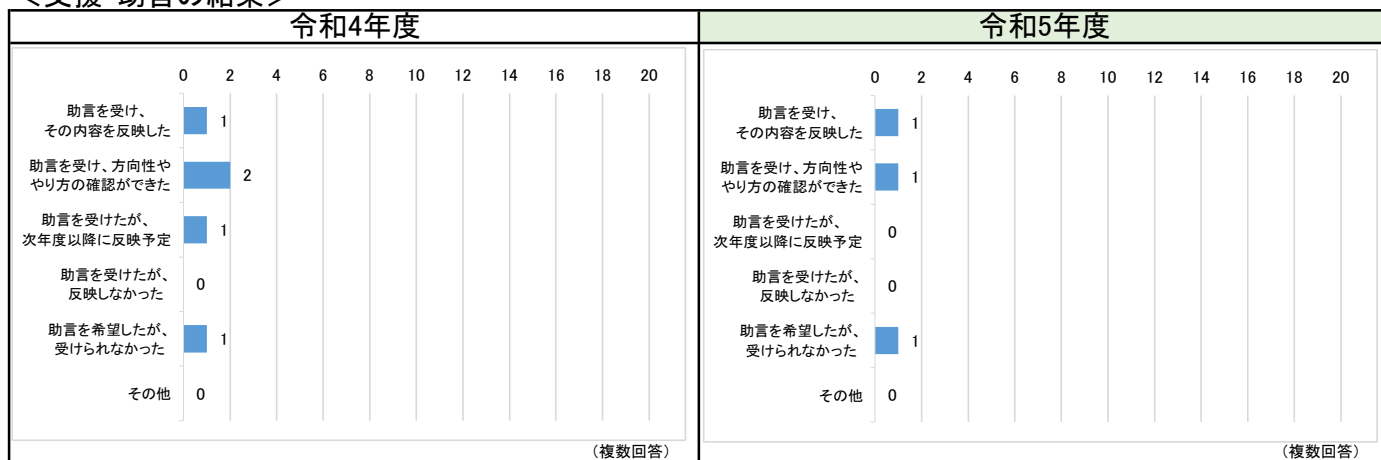 <支援・助言の結果>
令和4年度
0 2 4 6 8 10 12 14 16 18 20
助言を受け、
その内容を反映した
1
助言を受け、方向性や
やり方の確認ができた
2
助言を受けたが、
次年度以降に反映予定
1
助言を受けたが、
反映しなかった
0
助言を希望したが、
受けられなかった
1
その他
0
（複数回答）
令和5年度
0 2 4 6 8 10 12 14 16 18 20
助言を受け、
その内容を反映した
1
助言を受け、方向性や
やり方の確認ができた
1
助言を受けたが、
次年度以降に反映予定
0
助言を受けたが、
反映しなかった
0
助言を希望したが、
受けられなかった
1
その他
0
（複数回答）